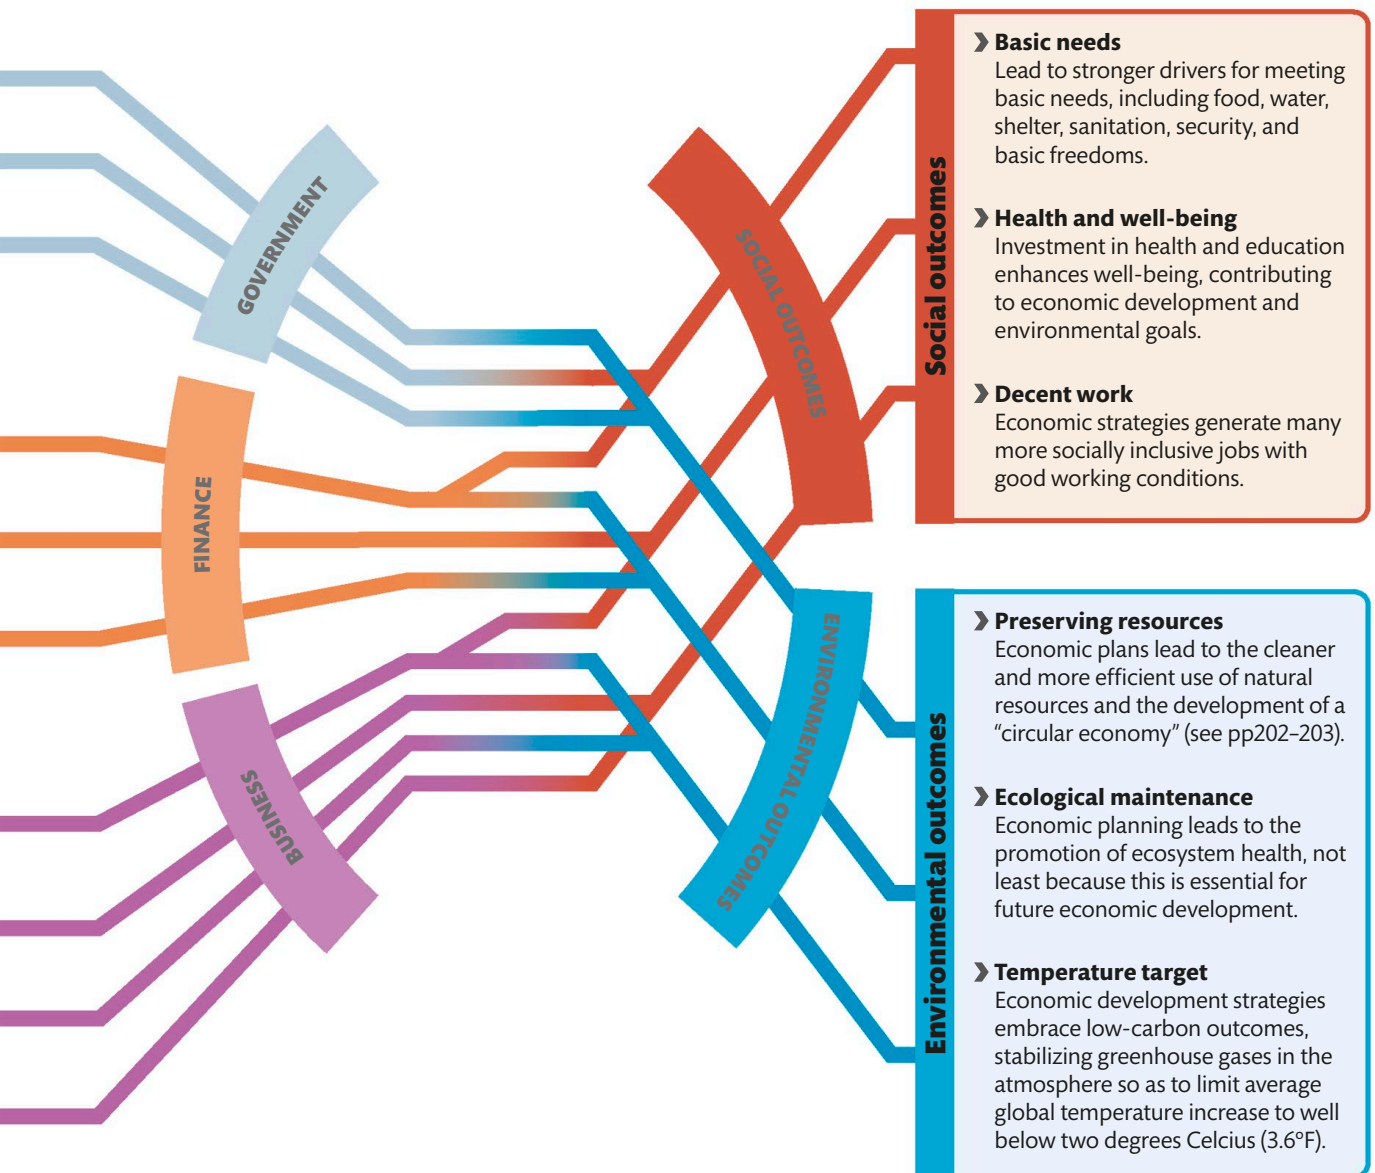 GOVERNMENT
FINANCE
BUSINESS
SOCIAL OUTCOMES
ENVIRONMENTAL OUTCOMES
Social outcomes
Basic needs
Lead to stronger drivers for meeting
basic needs, including food, water,
shelter, sanitation, security, and
basic freedoms.
Health and well-being
Investment in health and education
enhances well-being, contributing
to economic development and
environmental goals.
Decent work
Economic strategies generate many
more socially inclusive jobs with
good working conditions.
Environmental outcomes
Preserving resources
Economic plans lead to the cleaner
and more efficient use of natural
resources and the development of a
“circular economy” (see pp202–203).
Ecological maintenance
Economic planning leads to the
promotion of ecosystem health, not
least because this is essential for
future economic development.
Temperature target
Economic development strategies
embrace low-carbon outcomes,
stabilizing greenhouse gases in the
atmosphere so as to limit average
global temperature increase to well
below two degrees Celcius (3.6ºF).